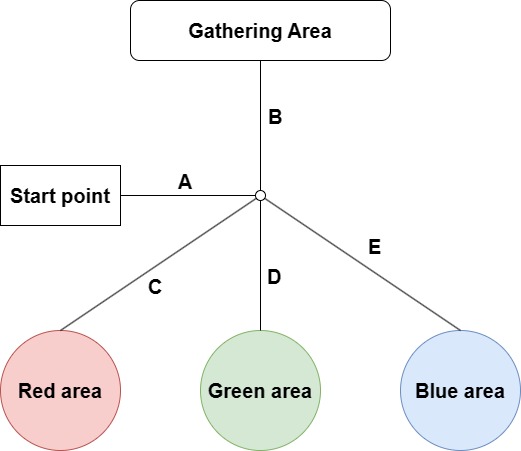 Gathering Area
B
Start point
A
E
C
D
Red area
Green area
Blue area